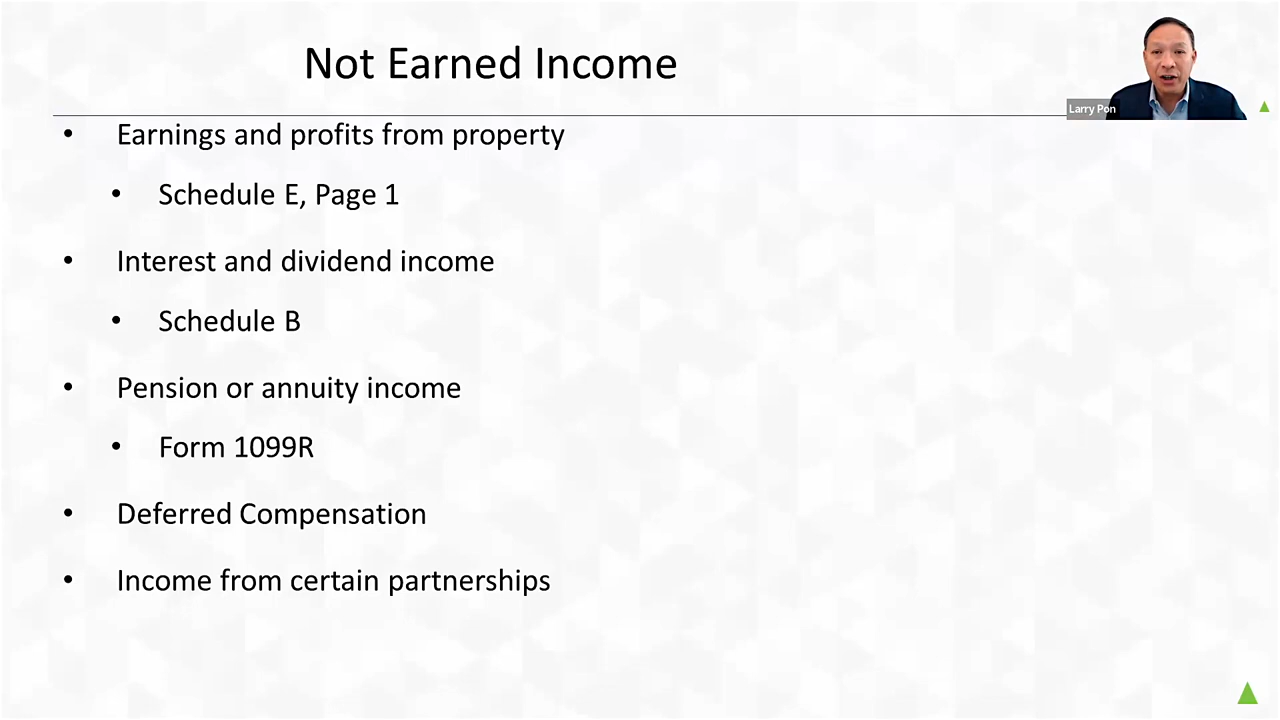 Not Earned Income
Larry Pon
• Earnings and profits from property
• Schedule E, Page 1
• Interest and dividend income
• Schedule B
• Pension or annuity income
• Form 1099R
• Deferred Compensation
• Income from certain partnerships